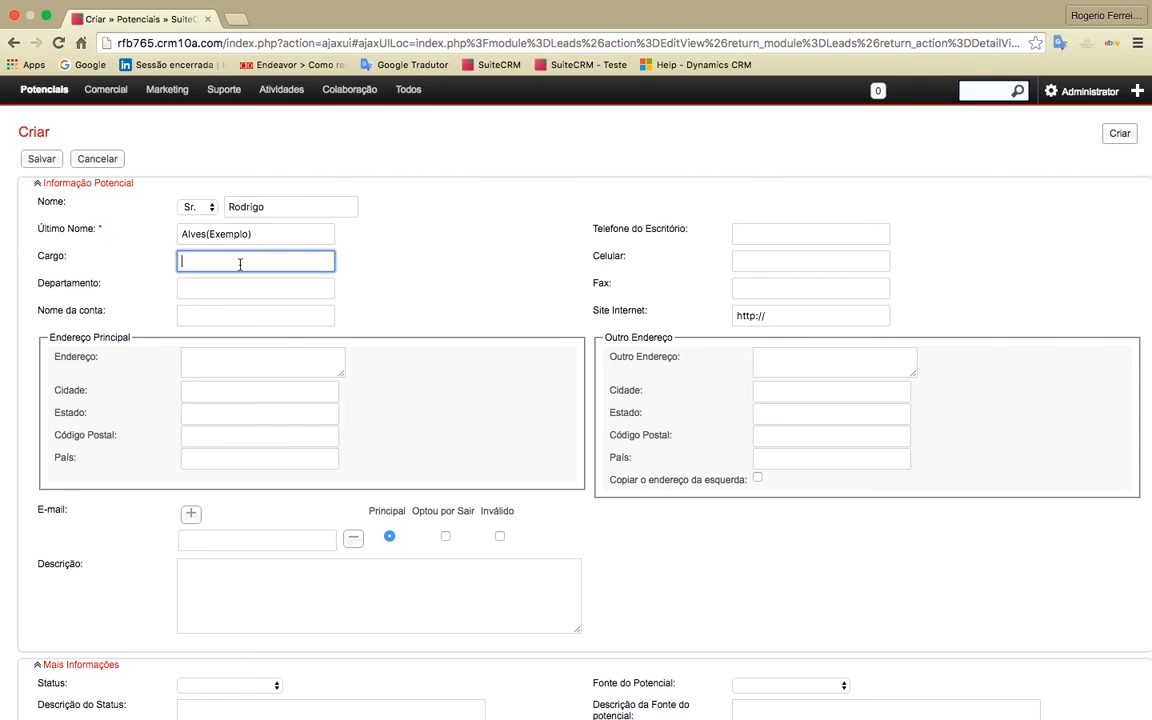 Criar » Potenciais » SuiteC
Rogerio Ferrei...
rfb765.crm10a.com/index.php?action=ajaxui#ajaxUILoc=index.php%3Fmodule%3DLeads%26action%3DEditView%26return_module%3DLeads%26return_action%3DDetailVi...
Apps Google Sessão encerrada | Endeavor > Como re Google Tradutor SuiteCRM SuiteCRM - Teste Help - Dynamics CRM
Potenciais Comercial Marketing Suporte Atividades Colaboração Todos 0 Administrator
Criar
Criar
Salvar Cancelar
Informação Potencial
Nome: Sr. Rodrigo
Último Nome: * Alves(Exemplo) Telefone do Escritório:
Cargo: Celular:
Departamento: Fax:
Nome da conta: Site Internet: http://
Endereço Principal Outro Endereço
Endereço: Outro Endereço:
Cidade: Cidade:
Estado: Estado:
Código Postal: Código Postal:
País: País:
Copiar o endereço da esquerda:
E-mail: Principal Optou por Sair Inválido
Descrição:
Mais Informações
Status: Fonte do Potencial:
Descrição do Status: Descrição da Fonte do
potencial: